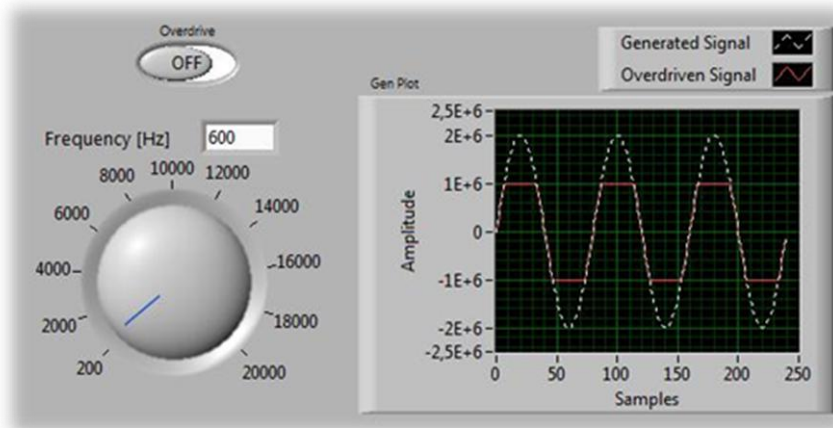 Overdrive
OFF
Frequency [Hz] 600
200
2000
4000
6000
8000
10000
12000
14000
16000
18000
20000
Generated Signal
Overdriven Signal
Gen Plot
Amplitude
2,5E+6
2E+6
1E+6
0
-1E+6
-2E+6
-2,5E+6
0 50 100 150 200 250
Samples